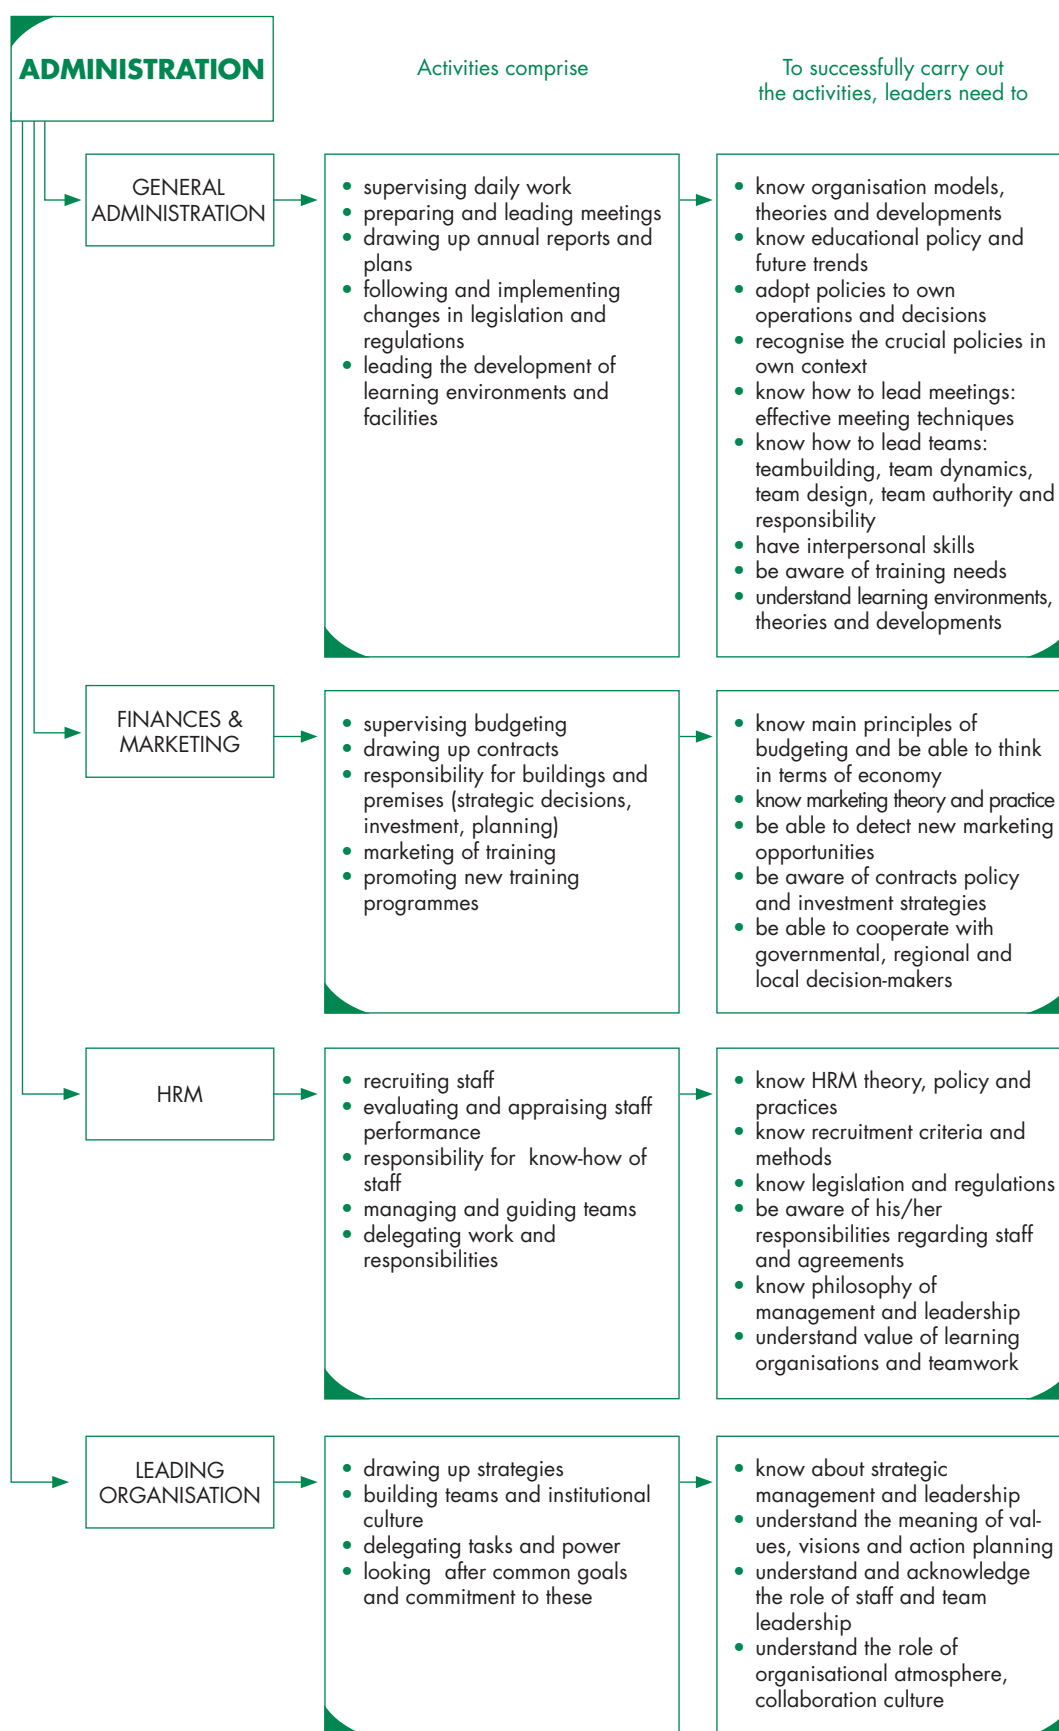 ADMINISTRATION
Activities comprise
To successfully carry out
the activities, leaders need to
GENERAL
ADMINISTRATION
• supervising daily work
• preparing and leading meetings
• drawing up annual reports and
plans
• following and implementing
changes in legislation and
regulations
• leading the development of
learning environments and
facilities
• know organisation models,
theories and developments
• know educational policy and
future trends
• adopt policies to own
operations and decisions
• recognise the crucial policies in
own context
• know how to lead meetings:
effective meeting techniques
• know how to lead teams:
teambuilding, team dynamics,
team design, team authority and
responsibility
• have interpersonal skills
• be aware of training needs
• understand learning environments,
theories and developments
FINANCES &
MARKETING
• supervising budgeting
• drawing up contracts
• responsibility for buildings and
premises (strategic decisions,
investment, planning)
• marketing of training
• promoting new training
programmes
• know main principles of
budgeting and be able to think
in terms of economy
• know marketing theory and practice
• be able to detect new marketing
opportunities
• be aware of contracts policy
and investment strategies
• be able to cooperate with
governmental, regional and
local decision-makers
HRM
• recruiting staff
• evaluating and appraising staff
performance
• responsibility for know-how of
staff
• managing and guiding teams
• delegating work and
responsibilities
• know HRM theory, policy and
practices
• know recruitment criteria and
methods
• know legislation and regulations
• be aware of his/her
responsibilities regarding staff
and agreements
• know philosophy of
management and leadership
• understand value of learning
organisations and teamwork
LEADING
ORGANISATION
• drawing up strategies
• building teams and institutional
culture
• delegating tasks and power
• looking after common goals
and commitment to these
• know about strategic
management and leadership
• understand the meaning of val-
ues, visions and action planning
• understand and acknowledge
the role of staff and team
leadership
• understand the role of
organisational atmosphere,
collaboration culture